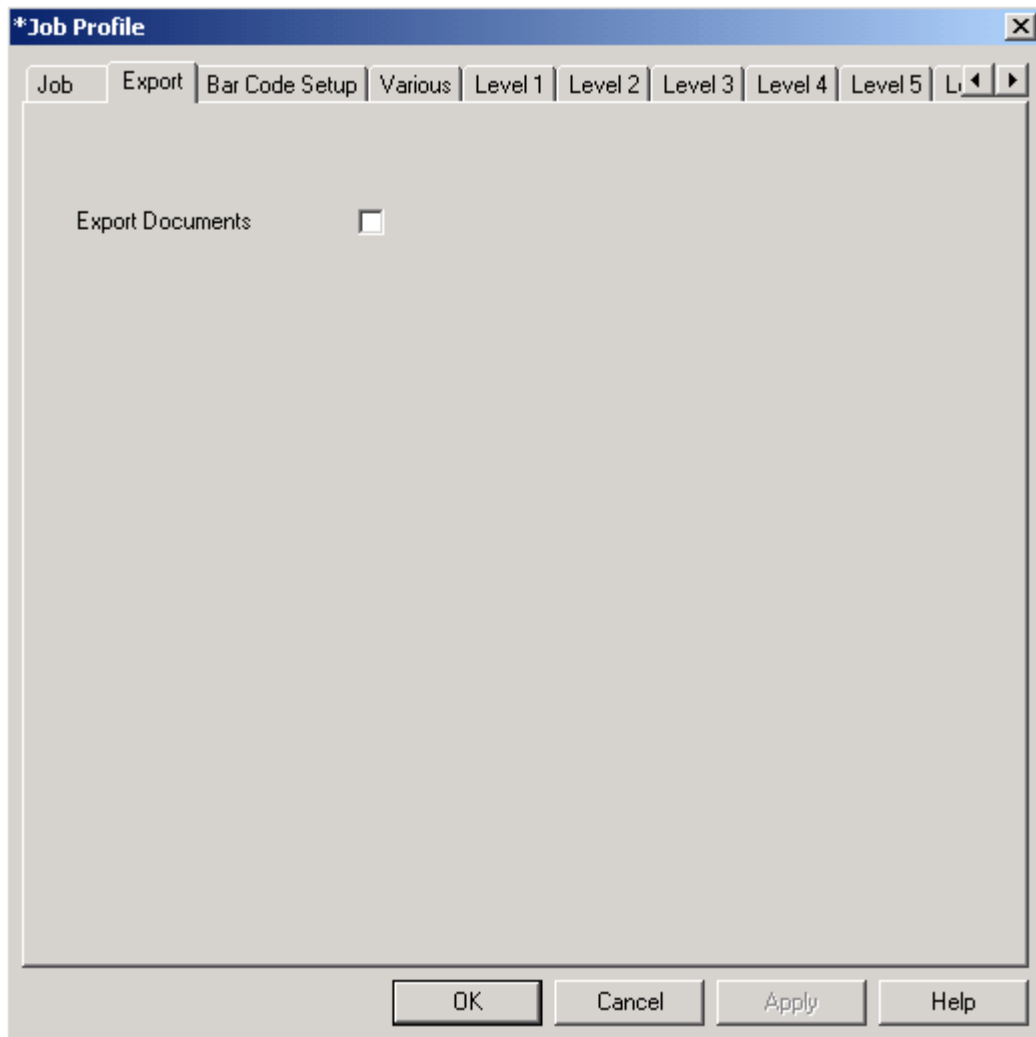 *Job Profile
Job Export Bar Code Setup Various Level 1 Level 2 Level 3 Level 4 Level 5
Export Documents
OK Cancel Apply Help